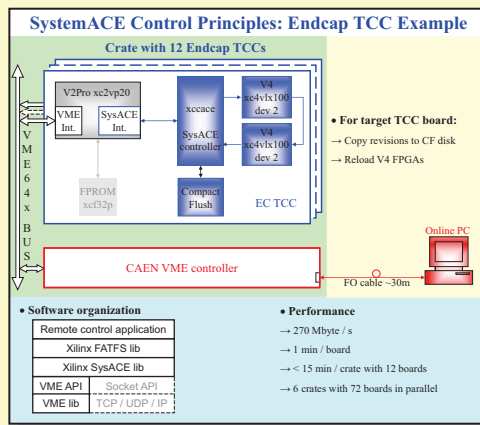 SystemACE Control Principles: Endcap TCC Example
Crate with 12 Endcap TCCs
V2Pro xc2vp20
VME
Int.
SysACE
Int.
FPROM
xcf32p
xccace
SysACE
controller
Compact
Flush
V4
xc4vlx100
dev 2
V4
xc4vlx100
dev 2
EC TCC
VME64x BUS
CAEN VME controller
• For target TCC board:
→ Copy revisions to CF disk
→ Reload V4 FPGAs
Online PC
FO cable ~30m
• Software organization
Remote control application
Xilinx FATFS lib
Xilinx SysACE lib
VME API Socket API
VME lib TCP / UDP / IP
• Performance
→ 270 Mbyte / s
→ 1 min / board
→ < 15 min / crate with 12 boards
→ 6 crates with 72 boards in parallel